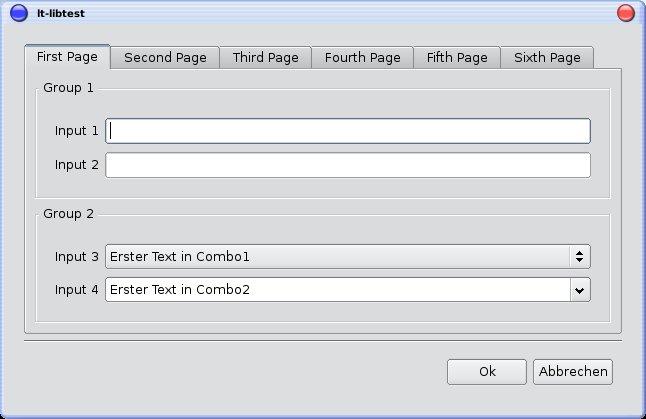 lt-libtest
First Page Second Page Third Page Fourth Page Fifth Page Sixth Page
Group 1
Input 1
Input 2
Group 2
Input 3 Erster Text in Combo1
Input 4 Erster Text in Combo2
Ok Abbrechen